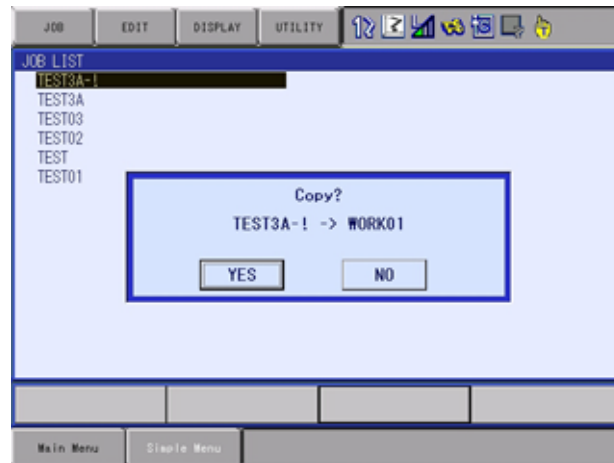 JOB EDIT DISPLAY UTILITY
JOB LIST
TEST3A-!
TEST3A
TEST03
TEST02
TEST
TEST01
Copy?
TEST3A-! -> WORK01
YES NO
Main Menu Simple Menu